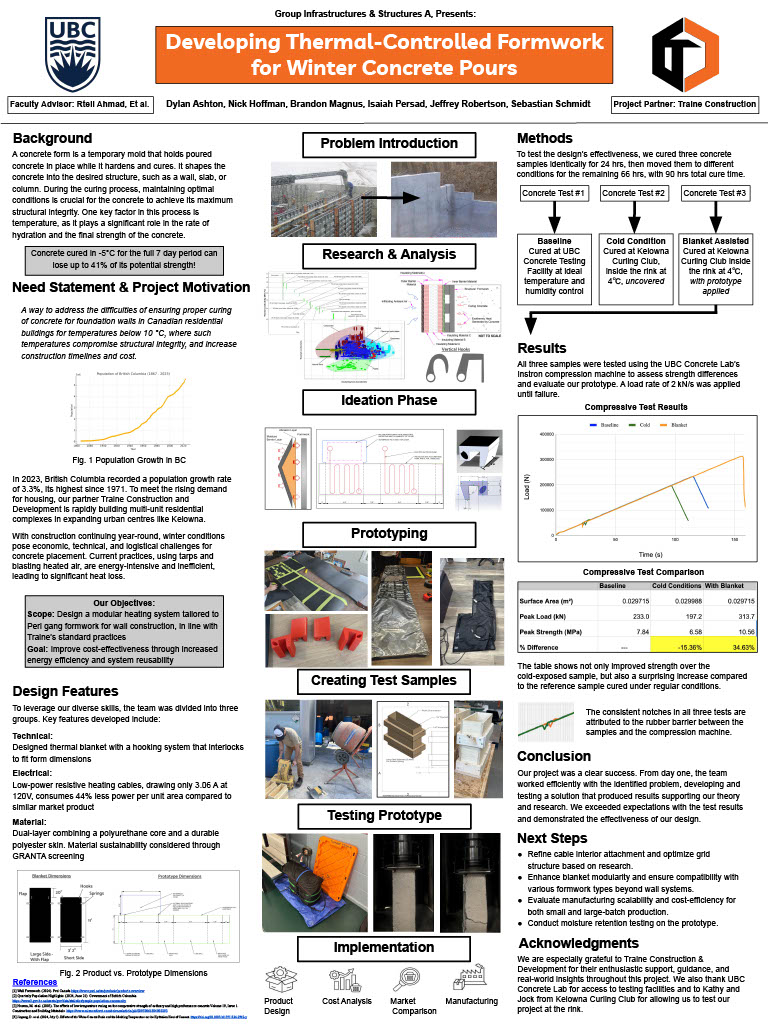 Group Infrastructures & Structures A, Presents:
UBC
Developing Thermal-Controlled Formwork
for Winter Concrete Pours
Faculty Advisor: Rteil Ahmad, Et al.
Dylan Ashton, Nick Hoffman, Brandon Magnus, Isaiah Persad, Jeffrey Robertson, Sebastian Schmidt
Project Partner: Traine Construction
Background
A concrete form is a temporary mold that holds poured
concrete in place while it hardens and cures. It shapes the
concrete into the desired structure, such as a wall, slab, or
column. During the curing process, maintaining optimal
conditions is crucial for the concrete to achieve its maximum
structural integrity. One key factor in this process is
temperature, as it plays a significant role in the rate of
hydration and the final strength of the concrete.
Concrete cured in -5°C for the full 7 day period can
lose up to 41% of its potential strength!
Need Statement & Project Motivation
A way to address the difficulties of ensuring proper curing
of concrete for foundation walls in Canadian residential
buildings for temperatures below 10 °C, where such
temperatures compromise structural integrity, and increase
construction timelines and cost.
Population of British Columbia (1867 - 2023)
Fig. 1 Population Growth in BC
In 2023, British Columbia recorded a population growth rate
of 3.3%, its highest since 1971. To meet the rising demand
for housing, our partner Traine Construction and
Development is rapidly building multi-unit residential
complexes in expanding urban centres like Kelowna.
With construction continuing year-round, winter conditions
pose economic, technical, and logistical challenges for
concrete placement. Current practices, using tarps and
blasting heated air, are energy-intensive and inefficient,
leading to significant heat loss.
Our Objectives:
Scope: Design a modular heating system tailored to
Peri gang formwork for wall construction, in line with
Traine's standard practices
Goal: Improve cost-effectiveness through increased
energy efficiency and system reusability
Design Features
To leverage our diverse skills, the team was divided into three
groups. Key features developed include:
Technical:
Designed thermal blanket with a hooking system that interlocks
to fit form dimensions
Electrical:
Low-power resistive heating cables, drawing only 3.06 A at
120V, consumes 44% less power per unit area compared to
similar market product
Material:
Dual-layer combining a polyurethane core and a durable
polyester skin. Material sustainability considered through
GRANTA screening
Blanket Dimensions
Prototype Dimensions
Flap
Hooks
Springs
Large Side -
With Flap
Short Side
Fig. 2 Product vs. Prototype Dimensions
References
Problem Introduction
Research & Analysis
Vertical Hooks
NOT TO SCALE
Ideation Phase
Prototyping
Creating Test Samples
Testing Prototype
Implementation
Product
Design
Cost Analysis
Market
Comparison
Manufacturing
Methods
To test the design's effectiveness, we cured three concrete
samples identically for 24 hrs, then moved them to different
conditions for the remaining 66 hrs, with 90 hrs total cure time.
Concrete Test #1
Concrete Test #2
Concrete Test #3
Baseline
Cured at UBC
Concrete Testing
Facility at ideal
temperature and
humidity control
Cold Condition
Cured at Kelowna
Curling Club,
inside the rink at
4°C, uncovered
Blanket Assisted
Cured at Kelowna
Curling Club inside
the rink at 4°C,
with prototype
applied
Results
All three samples were tested using the UBC Concrete Lab's
Instron compression machine to assess strength differences
and evaluate our prototype. A load rate of 2 kN/s was applied
until failure.
Compressive Test Results
Baseline Cold Blanket
Load (N)
400000
300000
200000
100000
0
0 50 100 150
Time (s)
Compressive Test Comparison
Baseline Cold Conditions With Blanket
Surface Area (m²) 0.029715 0.029988 0.029715
Peak Load (kN) 233.0 197.2 313.7
Peak Strength (MPa) 7.84 6.58 10.56
% Difference --- -15.36% 34.63%
The table shows not only improved strength over the
cold-exposed sample, but also a surprising increase compared
to the reference sample cured under regular conditions.
The consistent notches in all three tests are
attributed to the rubber barrier between the
samples and the compression machine.
Conclusion
Our project was a clear success. From day one, the team
worked efficiently with the identified problem, developing and
testing a solution that produced results supporting our theory
and research. We exceeded expectations with the test results
and demonstrated the effectiveness of our design.
Next Steps
● Refine cable interior attachment and optimize grid
structure based on research.
● Enhance blanket modularity and ensure compatibility with
various formwork types beyond wall systems.
● Evaluate manufacturing scalability and cost-efficiency for
both small and large-batch production.
● Conduct moisture retention testing on the prototype.
Acknowledgments
We are especially grateful to Traine Construction &
Development for their enthusiastic support, guidance, and
real-world insights throughout this project. We also thank UBC
Concrete Lab for access to testing facilities and to Kathy and
Jock from Kelowna Curling Club for allowing us to test our
project at the rink.